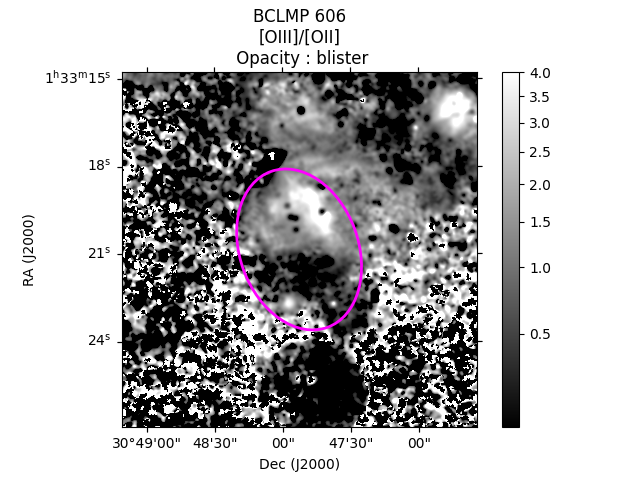 BCLMP 606
[OIII]/[OII]
Opacity : blister
1ʰ33ᵐ15ˢ
18ˢ
21ˢ
24ˢ
RA (J2000)
30°49'00" 48'30" 00" 47'30" 00"
Dec (J2000)
4.0
3.5
3.0
2.5
2.0
1.5
1.0
0.5